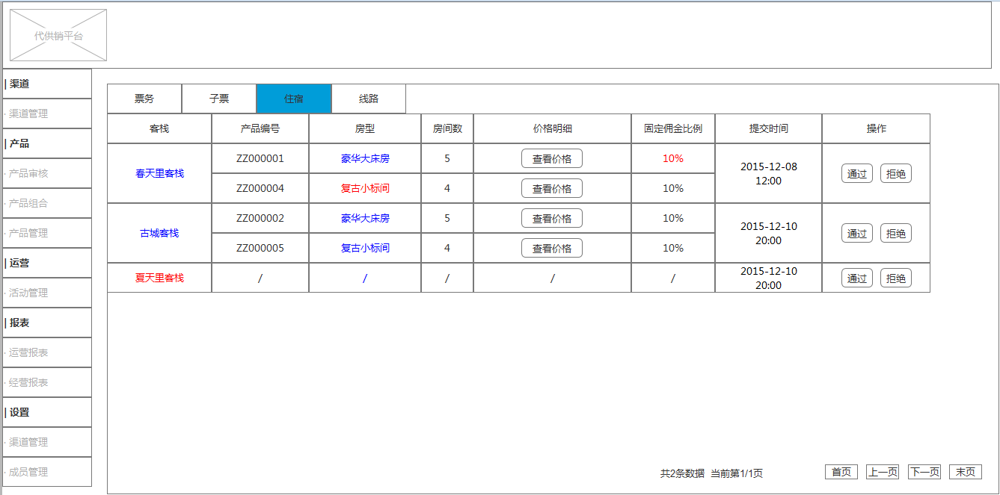 代供销平台
| 渠道
· 渠道管理
| 产品
· 产品审核
· 产品组合
· 产品管理
| 运营
· 活动管理
| 报表
· 运营报表
· 经营报表
| 设置
· 渠道管理
· 成员管理
票务 子票 住宿 线路
客栈 产品编号 房型 房间数 价格明细 固定佣金比例 提交时间 操作
春天里客栈 ZZ000001 豪华大床房 5 查看价格 10% 2015-12-08 12:00 通过 拒绝
ZZ000004 复古小标间 4 查看价格 10%
古城客栈 ZZ000002 豪华大床房 5 查看价格 10% 2015-12-10 20:00 通过 拒绝
ZZ000005 复古小标间 4 查看价格 10%
夏天里客栈 / / / / / 2015-12-10 20:00 通过 拒绝
共2条数据 当前第1/1页 首页 上一页 下一页 末页